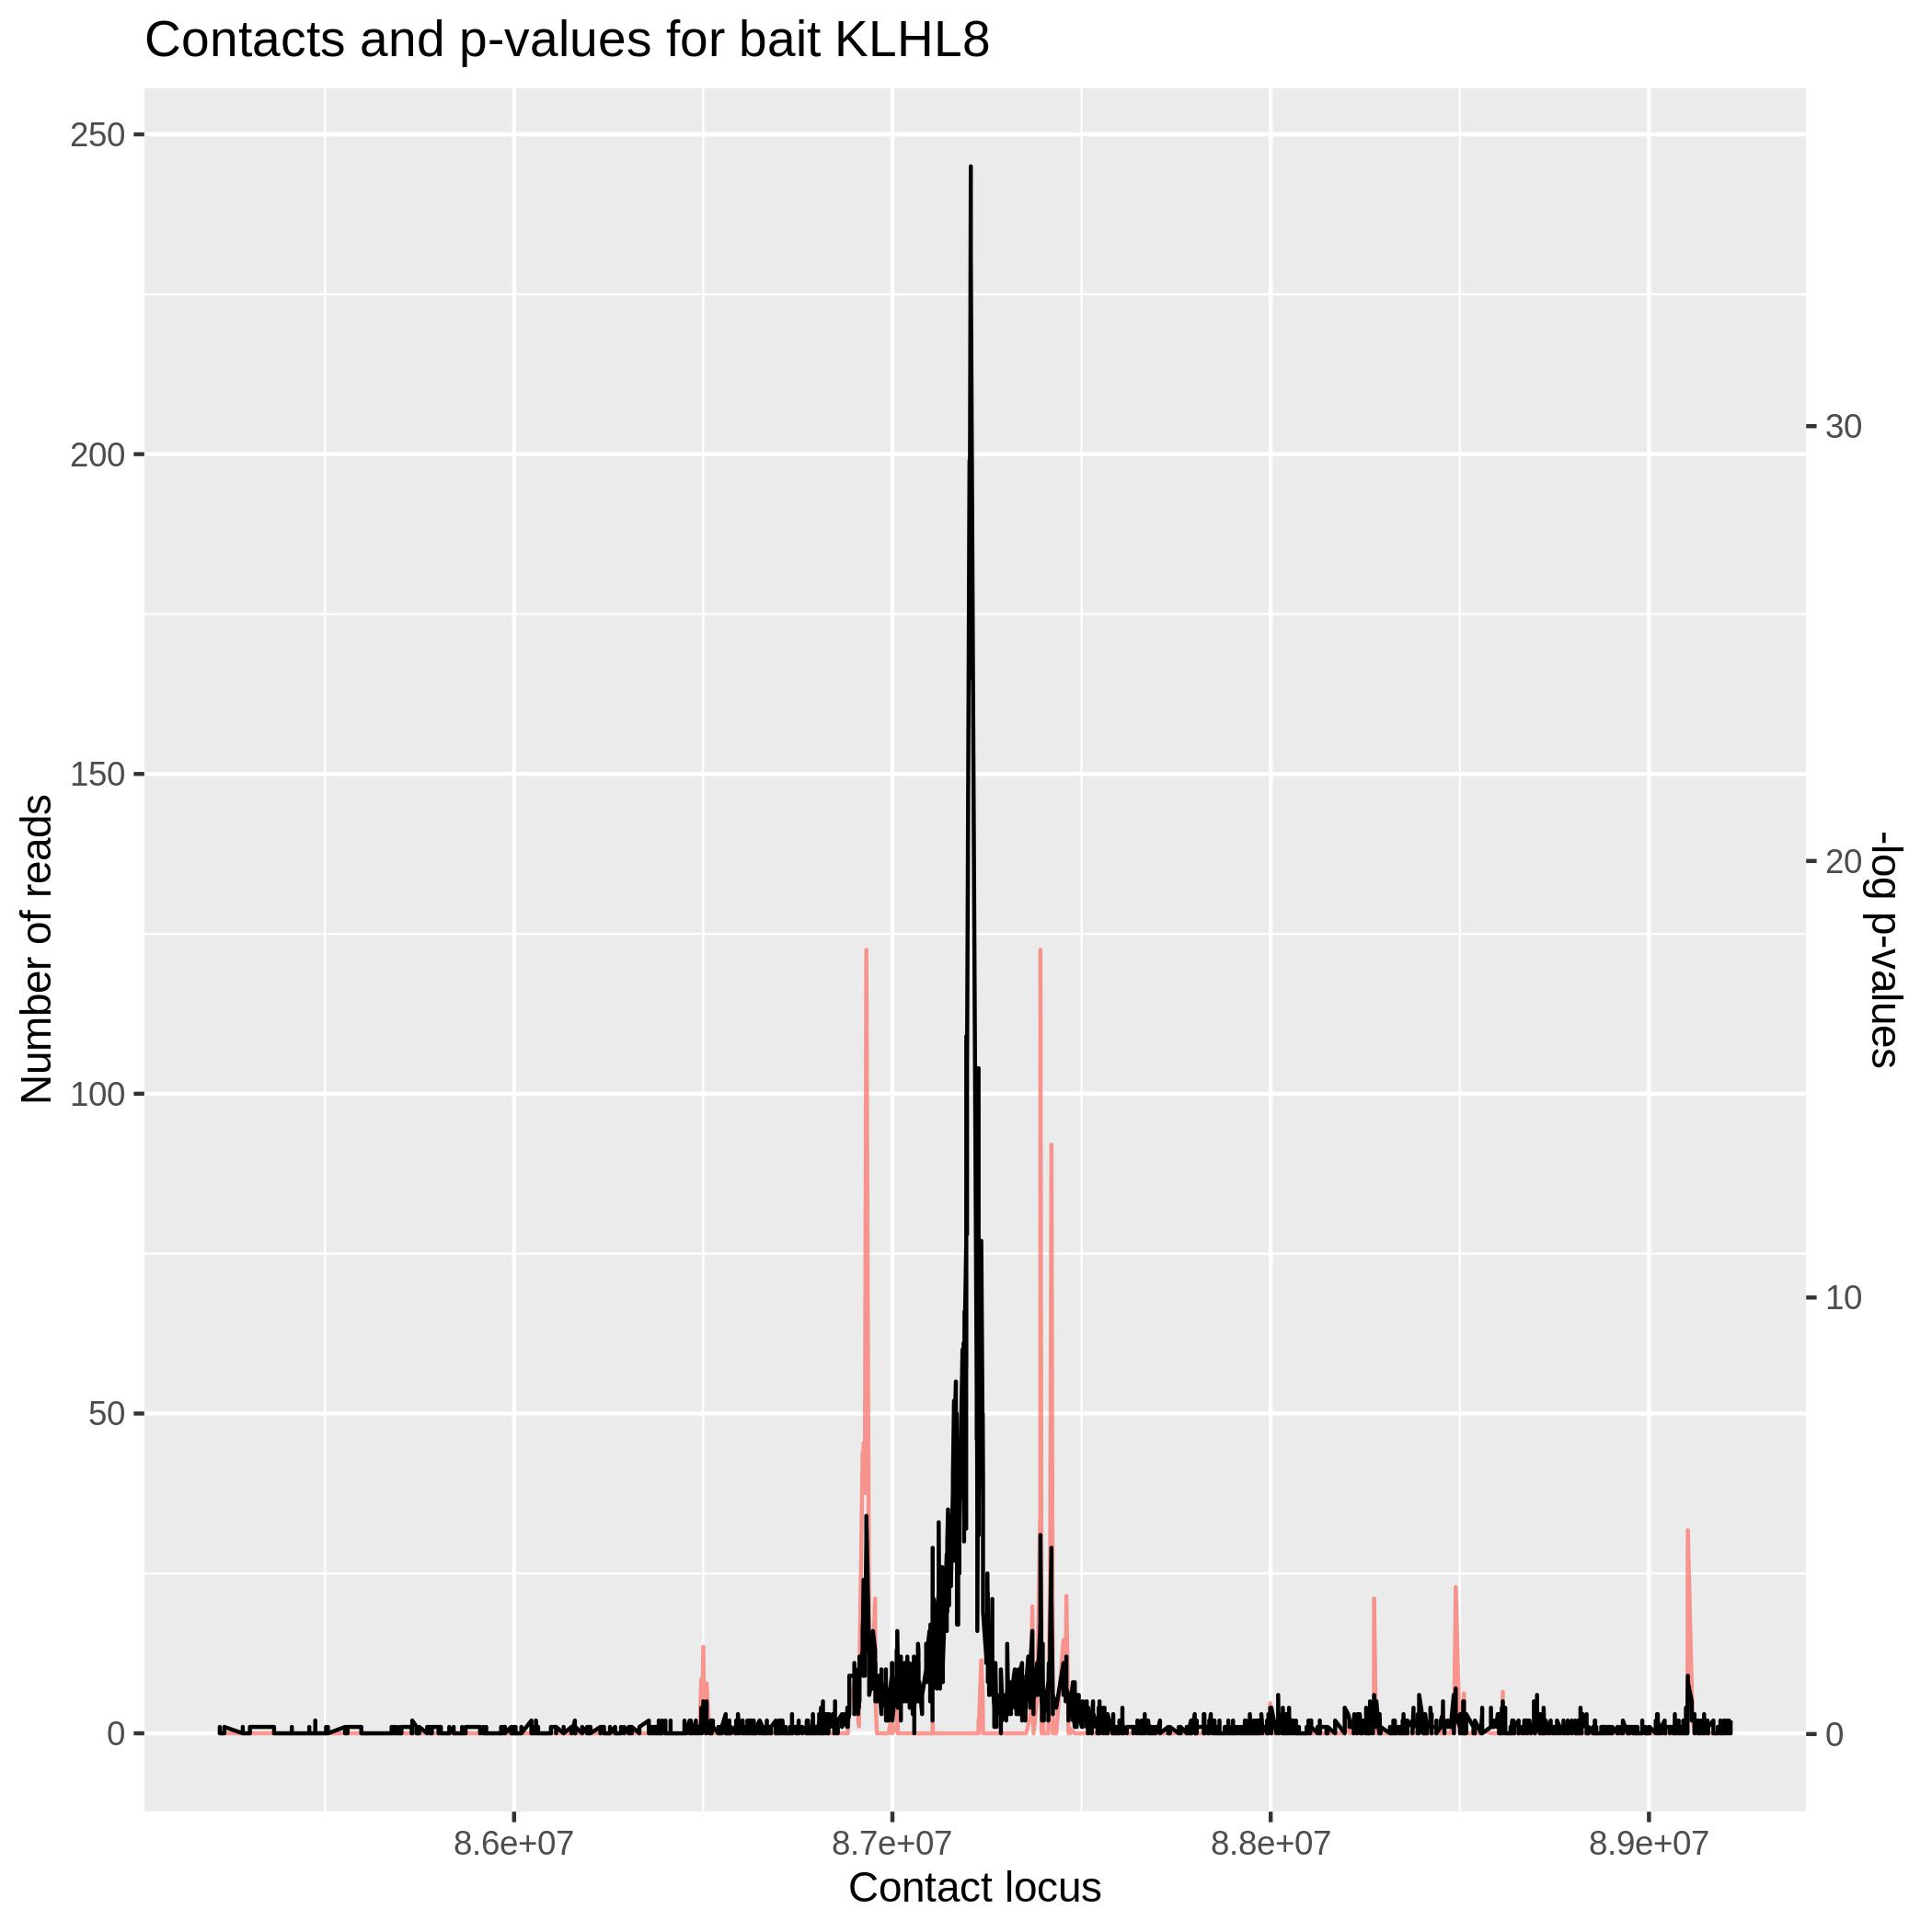 Contacts and p-values for bait KLHL8
250
200
150
100
50
0
Number of reads
30
20
10
0
-log p-values
8.6e+07
8.7e+07
8.8e+07
8.9e+07
Contact locus